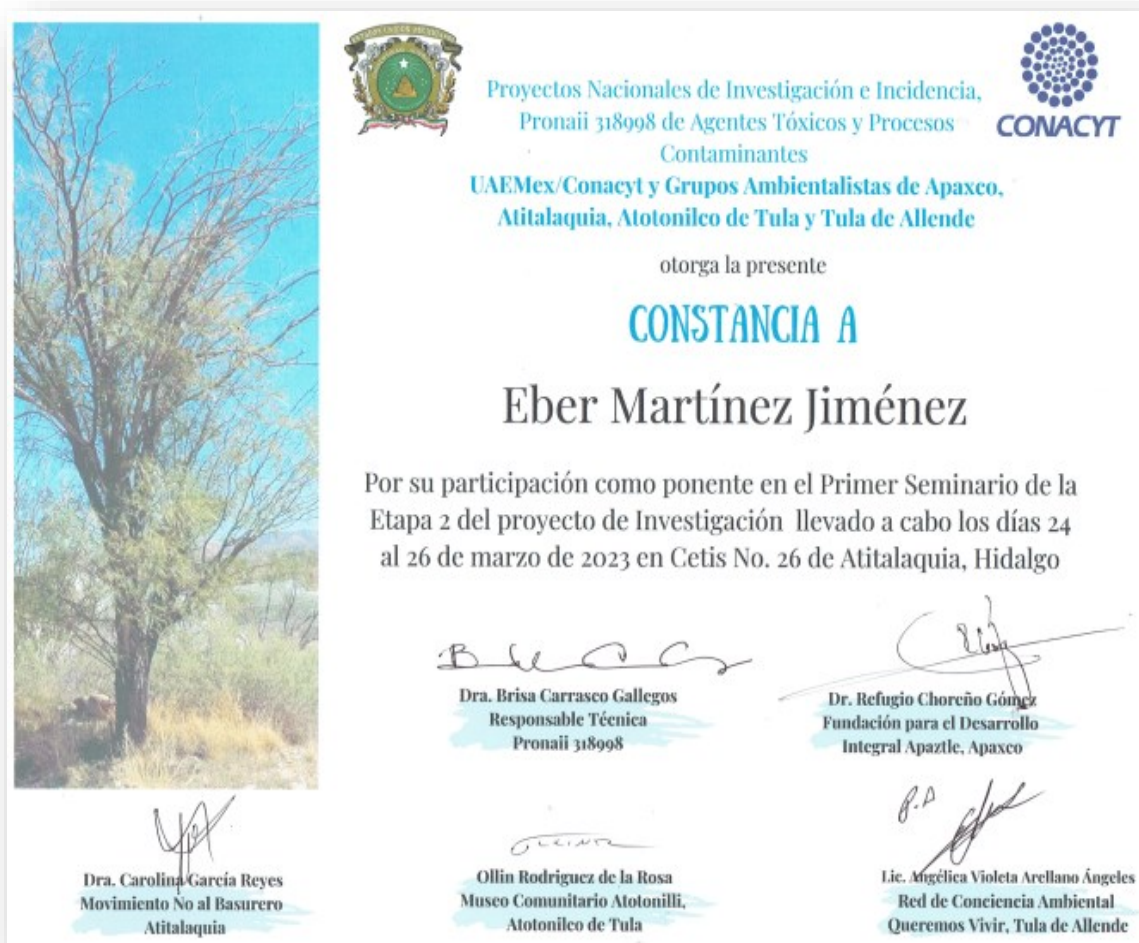 CONACYT
Proyectos Nacionales de Investigación e Incidencia,
Pronaii 318998 de Agentes Tóxicos y Procesos
Contaminantes
UAEMex/Conacyt y Grupos Ambientalistas de Apaxco,
Atitalaquia, Atotonilco de Tula y Tula de Allende
otorga la presente
CONSTANCIA A
Eber Martínez Jiménez
Por su participación como ponente en el Primer Seminario de la
Etapa 2 del proyecto de Investigación llevado a cabo los días 24
al 26 de marzo de 2023 en Cetis No. 26 de Atitalaquia, Hidalgo
Dra. Brisa Carrasco Gallegos
Responsable Técnica
Pronaii 318998
Dr. Refugio Choreño Gómez
Fundación para el Desarrollo
Integral Apaztle, Apaxco
Dra. Carolina García Reyes
Movimiento No al Basurero
Atitalaquia
Ollin Rodriguez de la Rosa
Museo Comunitario Atotonilli,
Atotonilco de Tula
P.A
Lic. Angélica Violeta Arellano Ángeles
Red de Conciencia Ambiental
Queremos Vivir, Tula de Allende